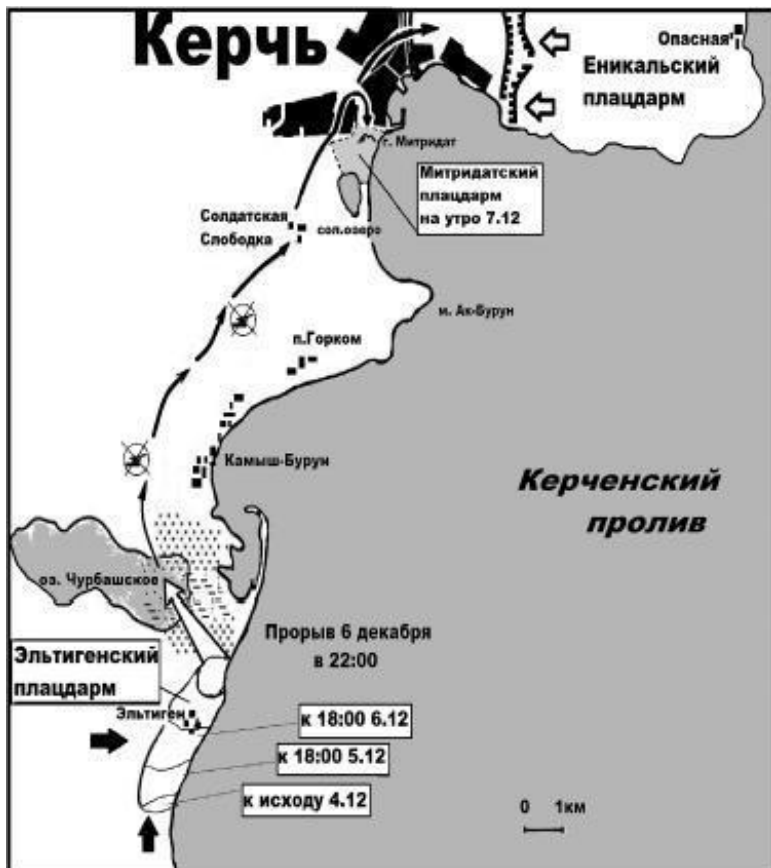 Керчь
Опасная
Еникальский
плацдарм
г. Митридат
Митридатский
плацдарм
на утро 7.12
Солдатская
Слободка
сол.озеро
м. Ак-Бурун
п.Горком
Камыш-Бурун
Керченский
пролив
оз. Чурбашское
Прорыв 6 декабря
в 22:00
Эльтигенский
плацдарм
Эльтиген
к 18:00 6.12
к 18:00 5.12
к исходу 4.12
0 1км